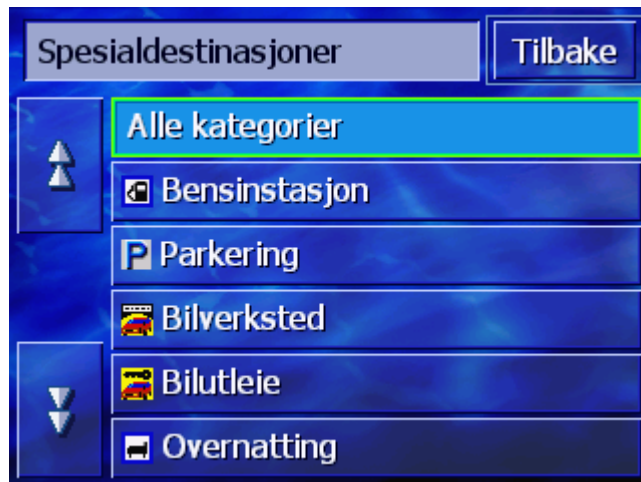 Spesialdestinasjoner
Tilbake
Alle kategorier
Bensinstasjon
P Parkering
Bilverksted
Bilutleie
Overnatting